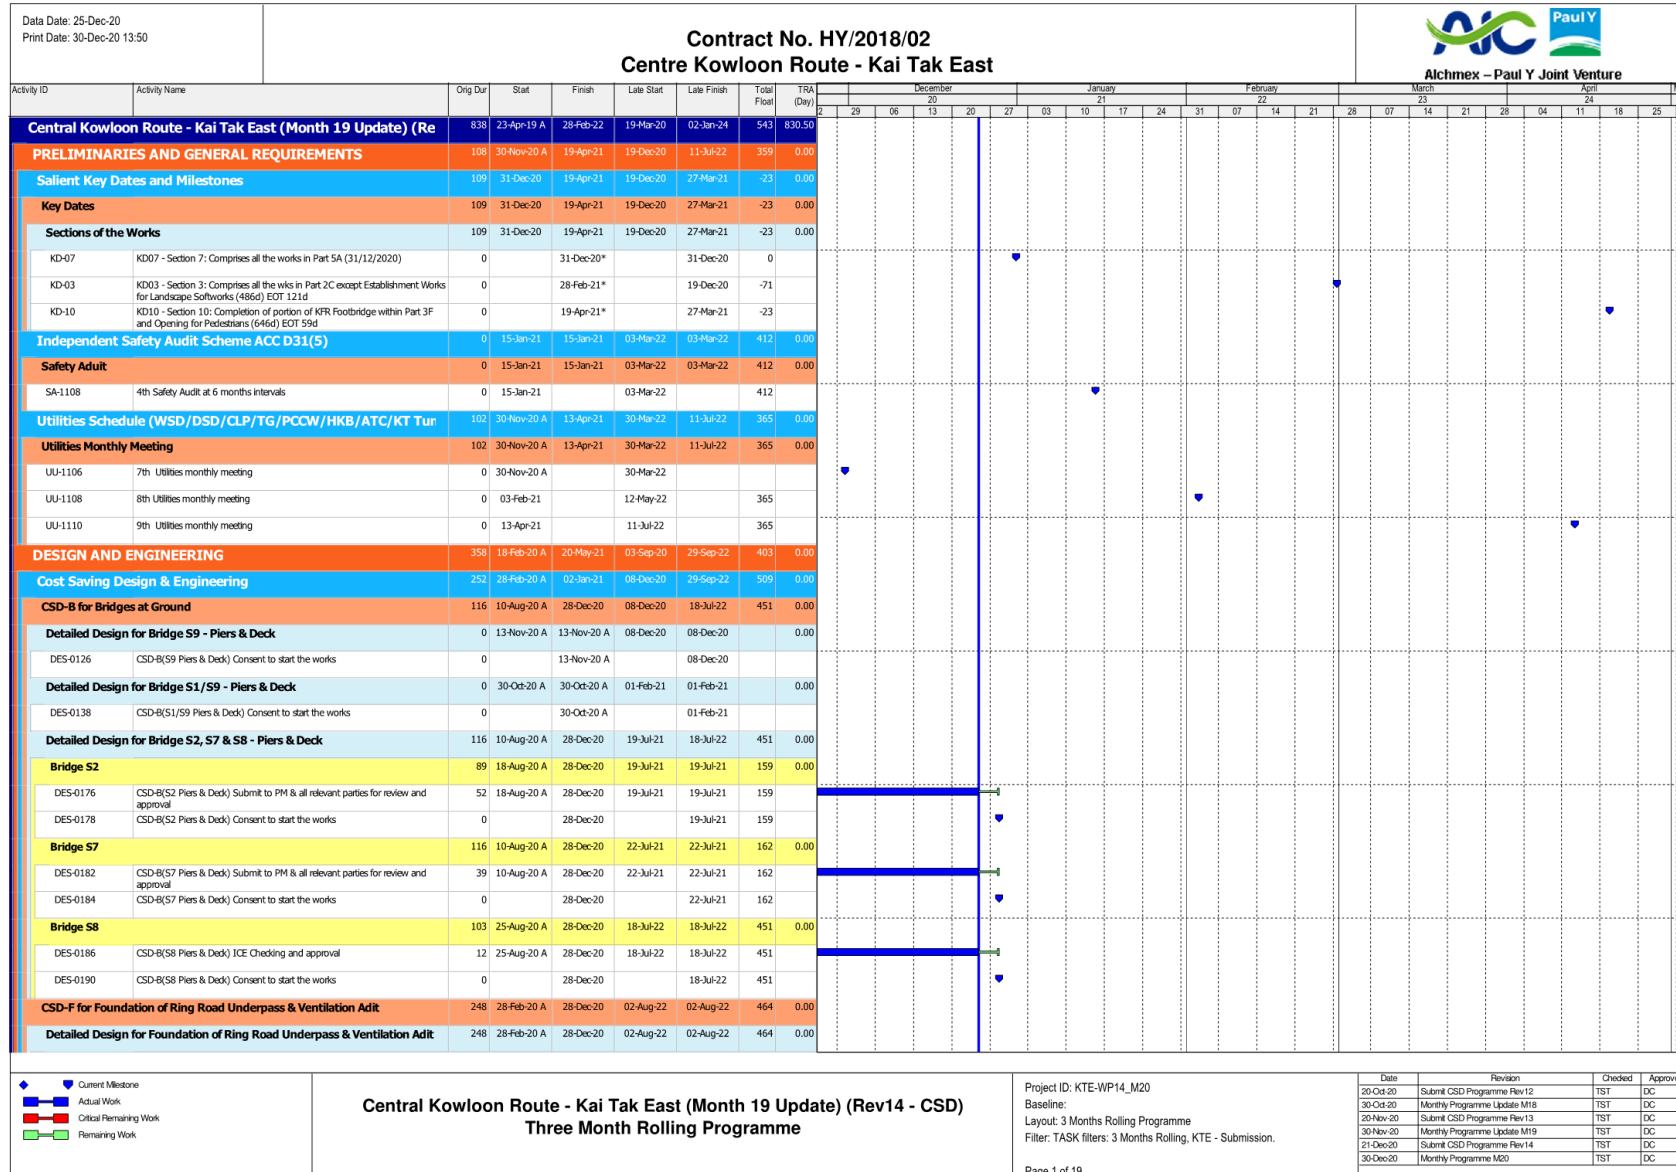 Data Date: 25-Dec-20
Print Date: 30-Dec-20 13:50
Contract No. HY/2018/02
Centre Kowloon Route - Kai Tak East
AJC
Paul Y
Alchmex – Paul Y Joint Venture
Activity ID Activity Name Orig Dur Start Finish Late Start Late Finish Total Float TRA (Day)
December January February March April
20 21 22 23 24
2 29 06 13 20 27 03 10 17 24 31 07 14 21 28 07 14 21 28 04 11 18 25
Central Kowloon Route - Kai Tak East (Month 19 Update) (Re 838 23-Apr-19 A 28-Feb-22 19-Mar-20 02-Jan-24 543 830.50
PRELIMINARIES AND GENERAL REQUIREMENTS 108 30-Nov-20 A 19-Apr-21 19-Dec-20 11-Jul-22 359 0.00
Salient Key Dates and Milestones 109 31-Dec-20 19-Apr-21 19-Dec-20 27-Mar-21 -23 0.00
Key Dates 109 31-Dec-20 19-Apr-21 19-Dec-20 27-Mar-21 -23 0.00
Sections of the Works 109 31-Dec-20 19-Apr-21 19-Dec-20 27-Mar-21 -23 0.00
KD-07 KD07 - Section 7: Comprises all the works in Part 5A (31/12/2020) 0 31-Dec-20* 31-Dec-20 0
KD-03 KD03 - Section 3: Comprises all the wks in Part 2C except Establishment Works 0 28-Feb-21* 19-Dec-20 -71
for Landscape Softworks (486d) EOT 121d
KD-10 KD10 - Section 10: Completion of portion of KFR Footbridge within Part 3F 0 19-Apr-21* 27-Mar-21 -23
and Opening for Pedestrians (646d) EOT 59d
Independent Safety Audit Scheme ACC D31(5) 0 15-Jan-21 15-Jan-21 03-Mar-22 03-Mar-22 412 0.00
Safety Aduit 0 15-Jan-21 15-Jan-21 03-Mar-22 03-Mar-22 412 0.00
SA-1108 4th Safety Audit at 6 months intervals 0 15-Jan-21 03-Mar-22 412
Utilities Schedule (WSD/DSD/CLP/TG/PCCW/HKB/ATC/KT Tur 102 30-Nov-20 A 13-Apr-21 30-Mar-22 11-Jul-22 365 0.00
Utilities Monthly Meeting 102 30-Nov-20 A 13-Apr-21 30-Mar-22 11-Jul-22 365 0.00
UU-1106 7th Utilities monthly meeting 0 30-Nov-20 A 30-Mar-22
UU-1108 8th Utilities monthly meeting 0 03-Feb-21 12-May-22 365
UU-1110 9th Utilities monthly meeting 0 13-Apr-21 11-Jul-22 365
DESIGN AND ENGINEERING 358 18-Feb-20 A 20-May-21 03-Sep-20 29-Sep-22 403 0.00
Cost Saving Design & Engineering 252 28-Feb-20 A 02-Jan-21 08-Dec-20 29-Sep-22 509 0.00
CSD-B for Bridges at Ground 116 10-Aug-20 A 28-Dec-20 08-Dec-20 18-Jul-22 451 0.00
Detailed Design for Bridge S9 - Piers & Deck 0 13-Nov-20 A 13-Nov-20 A 08-Dec-20 08-Dec-20 0.00
DES-0126 CSD-B(S9 Piers & Deck) Consent to start the works 0 13-Nov-20 A 08-Dec-20
Detailed Design for Bridge S1/S9 - Piers & Deck 0 30-Oct-20 A 30-Oct-20 A 01-Feb-21 01-Feb-21 0.00
DES-0138 CSD-B(S1/S9 Piers & Deck) Consent to start the works 0 30-Oct-20 A 01-Feb-21
Detailed Design for Bridge S2, S7 & S8 - Piers & Deck 116 10-Aug-20 A 28-Dec-20 19-Jul-21 18-Jul-22 451 0.00
Bridge S2 89 18-Aug-20 A 28-Dec-20 19-Jul-21 19-Jul-21 159 0.00
DES-0176 CSD-B(S2 Piers & Deck) Submit to PM & all relevant parties for review and 52 18-Aug-20 A 28-Dec-20 19-Jul-21 19-Jul-21 159
approval
DES-0178 CSD-B(S2 Piers & Deck) Consent to start the works 0 28-Dec-20 19-Jul-21 159
Bridge S7 116 10-Aug-20 A 28-Dec-20 22-Jul-21 22-Jul-21 162 0.00
DES-0182 CSD-B(S7 Piers & Deck) Submit to PM & all relevant parties for review and 39 10-Aug-20 A 28-Dec-20 22-Jul-21 22-Jul-21 162
approval
DES-0184 CSD-B(S7 Piers & Deck) Consent to start the works 0 28-Dec-20 22-Jul-21 162
Bridge S8 103 25-Aug-20 A 28-Dec-20 18-Jul-22 18-Jul-22 451 0.00
DES-0186 CSD-B(S8 Piers & Deck) ICE Checking and approval 12 25-Aug-20 A 28-Dec-20 18-Jul-22 18-Jul-22 451
DES-0190 CSD-B(S8 Piers & Deck) Consent to start the works 0 28-Dec-20 18-Jul-22 451
CSD-F for Foundation of Ring Road Underpass & Ventilation Adit 248 28-Feb-20 A 28-Dec-20 02-Aug-22 02-Aug-22 464 0.00
Detailed Design for Foundation of Ring Road Underpass & Ventilation Adit 248 28-Feb-20 A 28-Dec-20 02-Aug-22 02-Aug-22 464 0.00
Current Milestone
Actual Work
Critical Remaining Work
Remaining Work
Central Kowloon Route - Kai Tak East (Month 19 Update) (Rev14 - CSD)
Three Month Rolling Programme
Project ID: KTE-WP14_M20
Baseline:
Layout: 3 Months Rolling Programme
Filter: TASK filters: 3 Months Rolling, KTE - Submission.
Page 1 of 19
Date Revision Checked Approv
20-Oct-20 Submit CSD Programme Rev12 TST DC
30-Oct-20 Monthly Programme Update M18 TST DC
20-Nov-20 Submit CSD Programme Rev13 TST DC
30-Nov-20 Monthly Programme Update M19 TST DC
21-Dec-20 Submit CSD Programme Rev14 TST DC
30-Dec-20 Monthly Programme M20 TST DC